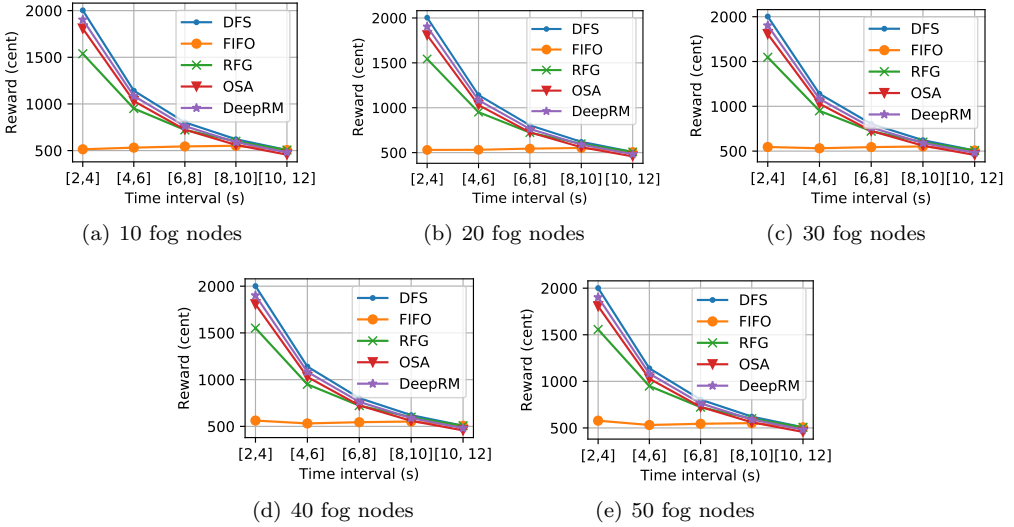 2000
1500
1000
500
Reward (cent)
DFS
FIFO
RFG
OSA
DeepRM
[2,4] [4,6] [6,8] [8,10][10, 12]
Time interval (s)
(a) 10 fog nodes
2000
1500
1000
500
Reward (cent)
DFS
FIFO
RFG
OSA
DeepRM
[2,4] [4,6] [6,8] [8,10][10, 12]
Time interval (s)
(b) 20 fog nodes
2000
1500
1000
500
Reward (cent)
DFS
FIFO
RFG
OSA
DeepRM
[2,4] [4,6] [6,8] [8,10][10, 12]
Time interval (s)
(c) 30 fog nodes
2000
1500
1000
500
Reward (cent)
DFS
FIFO
RFG
OSA
DeepRM
[2,4] [4,6] [6,8] [8,10][10, 12]
Time interval (s)
(d) 40 fog nodes
2000
1500
1000
500
Reward (cent)
DFS
FIFO
RFG
OSA
DeepRM
[2,4] [4,6] [6,8] [8,10][10, 12]
Time interval (s)
(e) 50 fog nodes